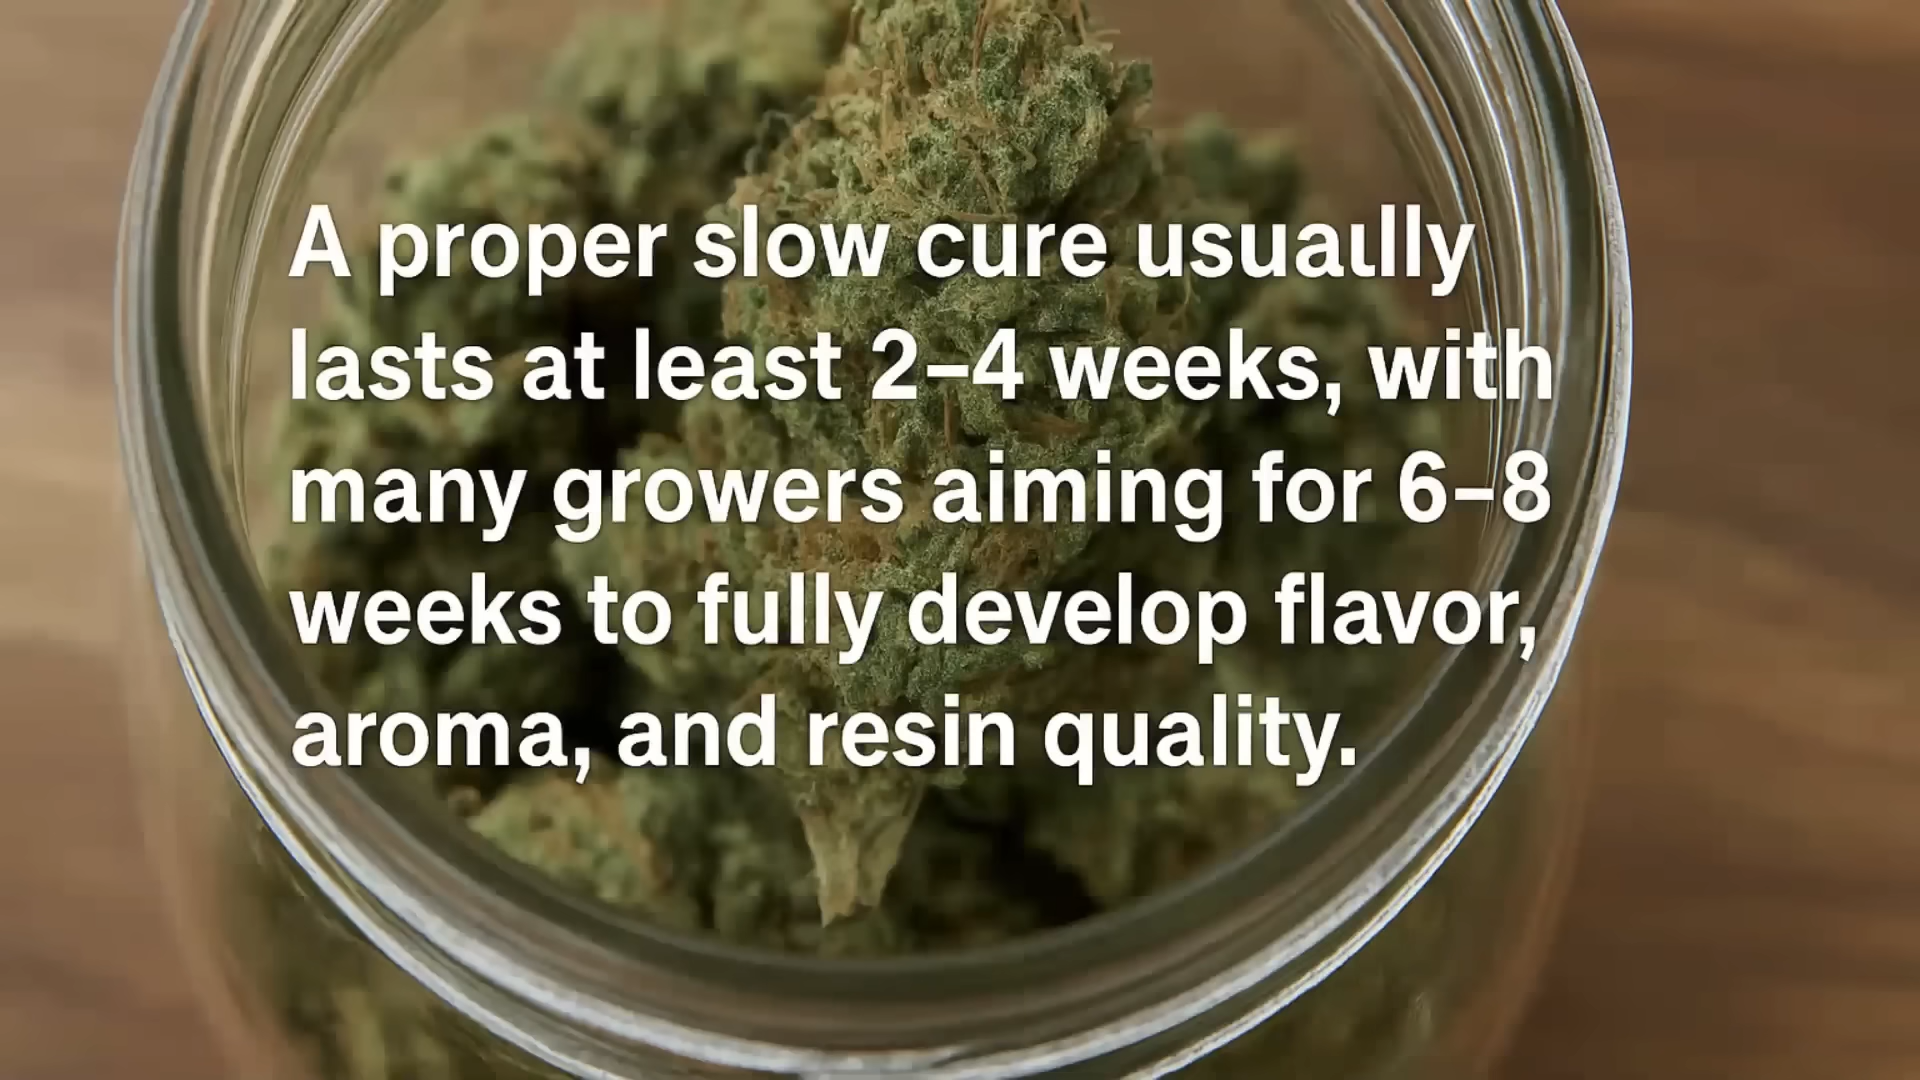 A proper slow cure usually
lasts at least 2–4 weeks, with
many growers aiming for 6–8
weeks to fully develop flavor,
aroma, and resin quality.